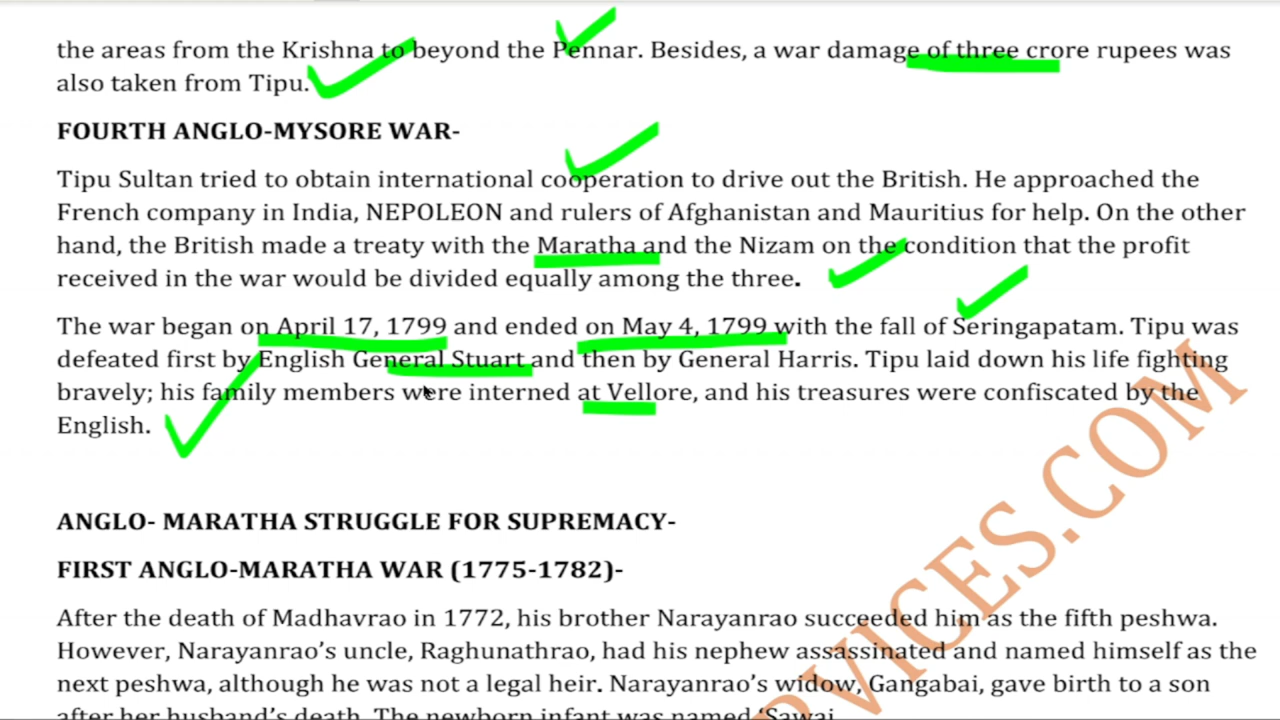 the areas from the Krishna to beyond the Pennar. Besides, a war damage of three crore rupees was
also taken from Tipu.
FOURTH ANGLO-MYSORE WAR-
Tipu Sultan tried to obtain international cooperation to drive out the British. He approached the
French company in India, NEPOLEON and rulers of Afghanistan and Mauritius for help. On the other
hand, the British made a treaty with the Maratha and the Nizam on the condition that the profit
received in the war would be divided equally among the three.
The war began on April 17, 1799 and ended on May 4, 1799 with the fall of Seringapatam. Tipu was
defeated first by English General Stuart and then by General Harris. Tipu laid down his life fighting
bravely; his family members were interned at Vellore, and his treasures were confiscated by the
English.
ANGLO- MARATHA STRUGGLE FOR SUPREMACY-
FIRST ANGLO-MARATHA WAR (1775-1782)-
After the death of Madhavrao in 1772, his brother Narayanrao succeeded him as the fifth peshwa.
However, Narayanrao's uncle, Raghunathrao, had his nephew assassinated and named himself as the
next peshwa, although he was not a legal heir. Narayanrao's widow, Gangabai, gave birth to a son
after her husband's death. The newborn infant was named 'Sawai
RVICES.COM